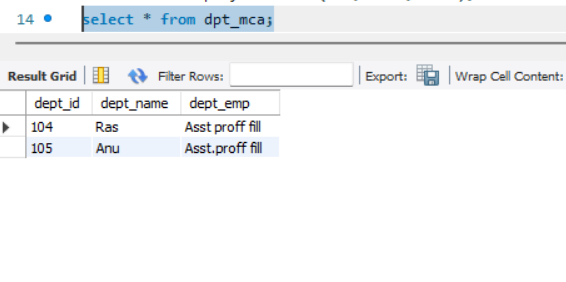 14 select * from dpt_mca;
Result Grid Filter Rows: Export: Wrap Cell Content:
dept_id dept_name dept_emp
104 Ras Asst proff fill
105 Anu Asst.proff fill